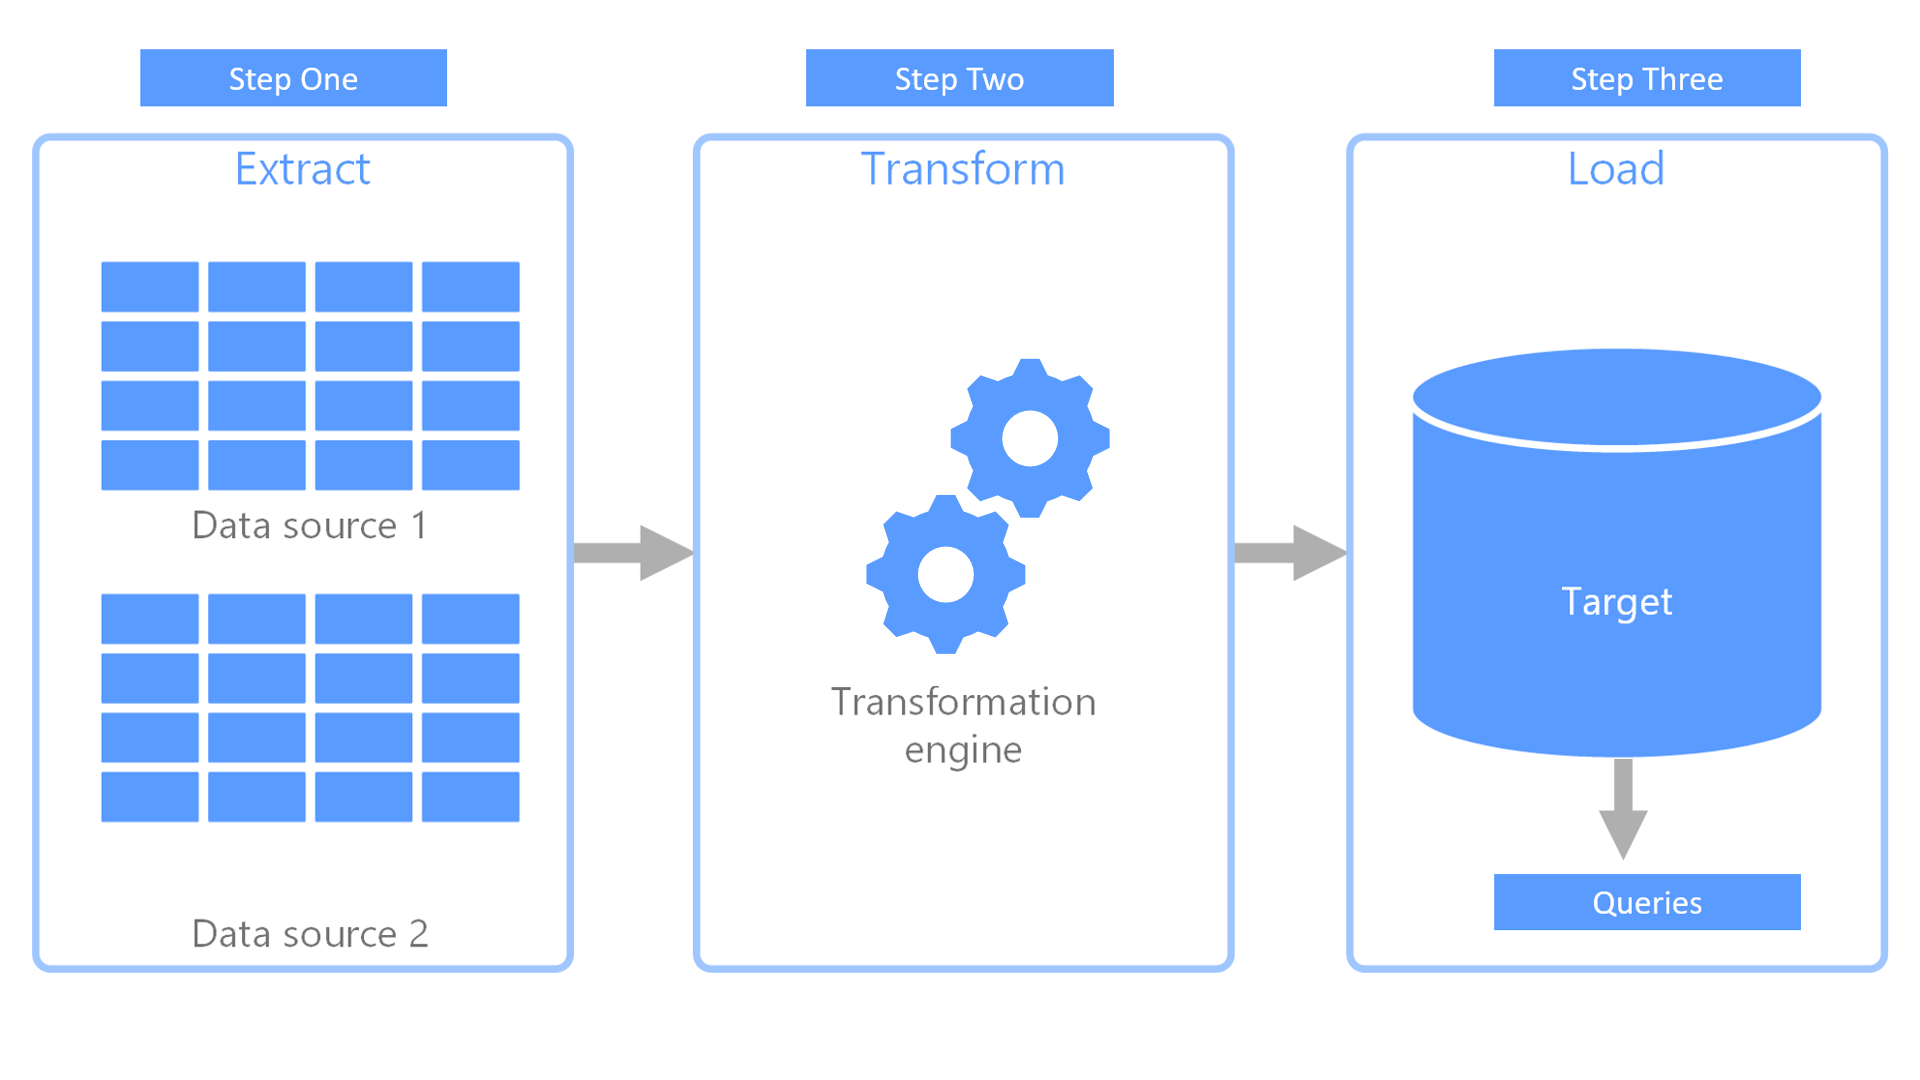 Step One
Step Two
Step Three
Extract
Transform
Load
Data source 1
Data source 2
Transformation
engine
Target
Queries